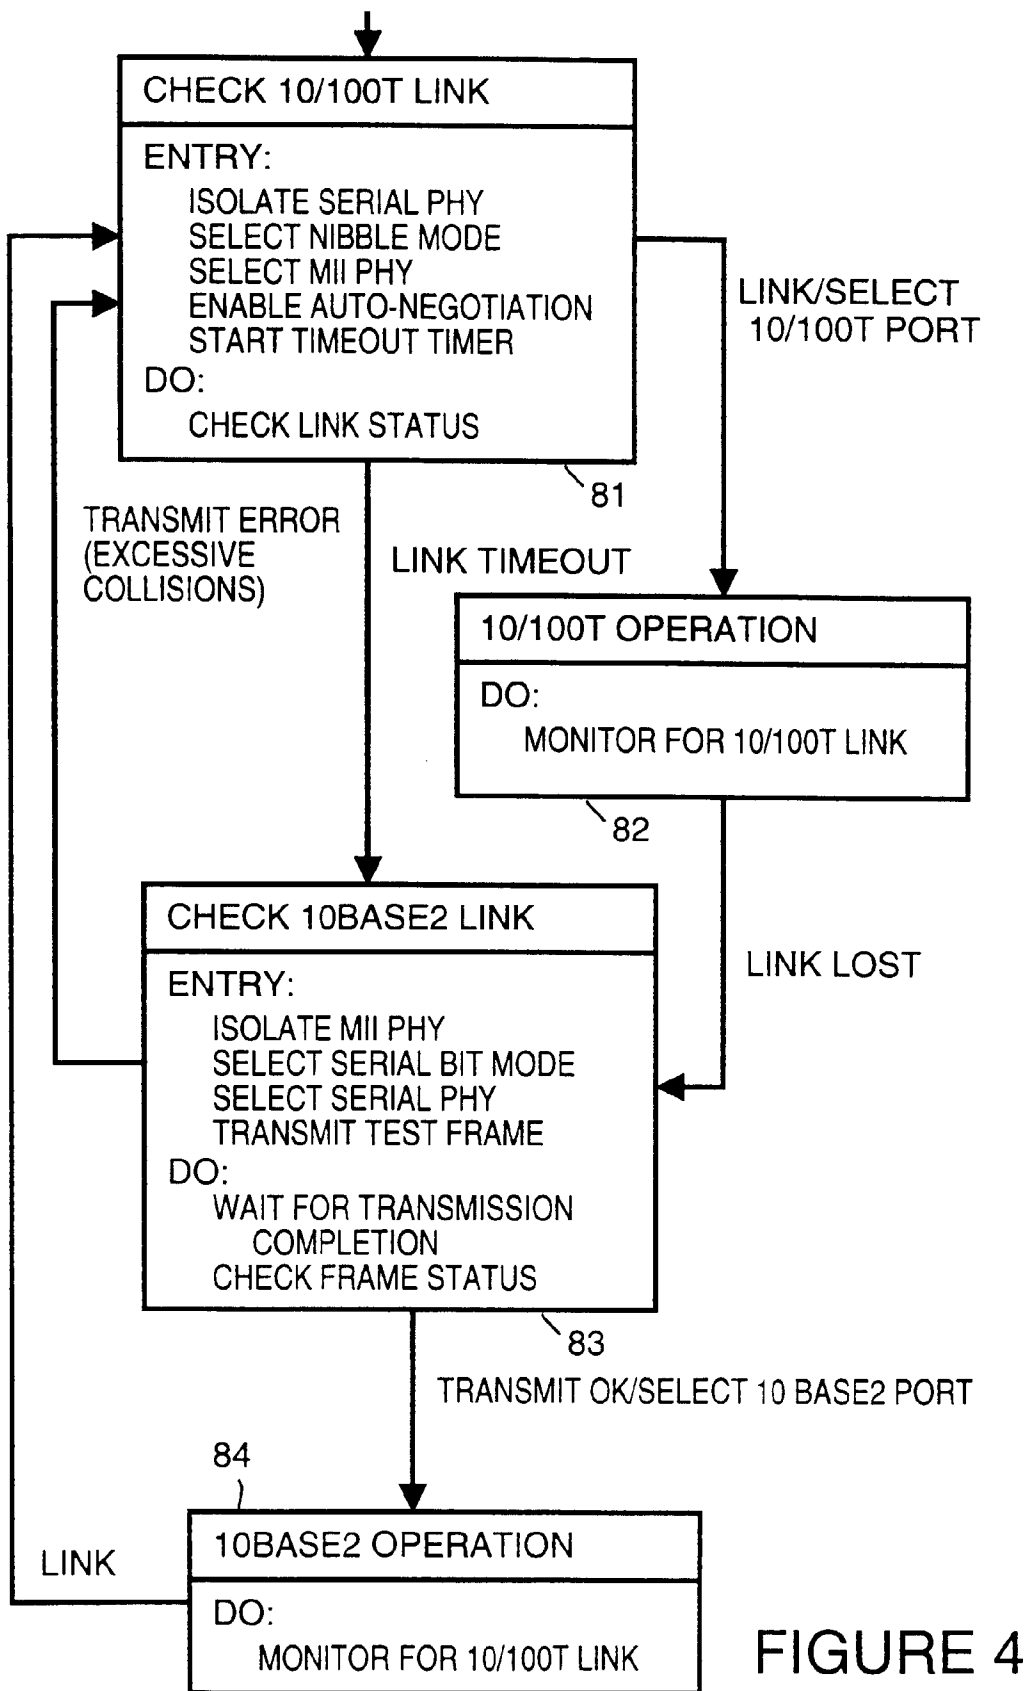 CHECK 10/100T LINK
ENTRY:
ISOLATE SERIAL PHY
SELECT NIBBLE MODE
SELECT MII PHY
ENABLE AUTO-NEGOTIATION
START TIMEOUT TIMER
DO:
CHECK LINK STATUS
81
LINK/SELECT
10/100T PORT
TRANSMIT ERROR
(EXCESSIVE
COLLISIONS)
LINK TIMEOUT
10/100T OPERATION
DO:
MONITOR FOR 10/100T LINK
82
LINK LOST
CHECK 10BASE2 LINK
ENTRY:
ISOLATE MII PHY
SELECT SERIAL BIT MODE
SELECT SERIAL PHY
TRANSMIT TEST FRAME
DO:
WAIT FOR TRANSMISSION
COMPLETION
CHECK FRAME STATUS
83
TRANSMIT OK/SELECT 10 BASE2 PORT
84
10BASE2 OPERATION
DO:
MONITOR FOR 10/100T LINK
LINK
FIGURE 4